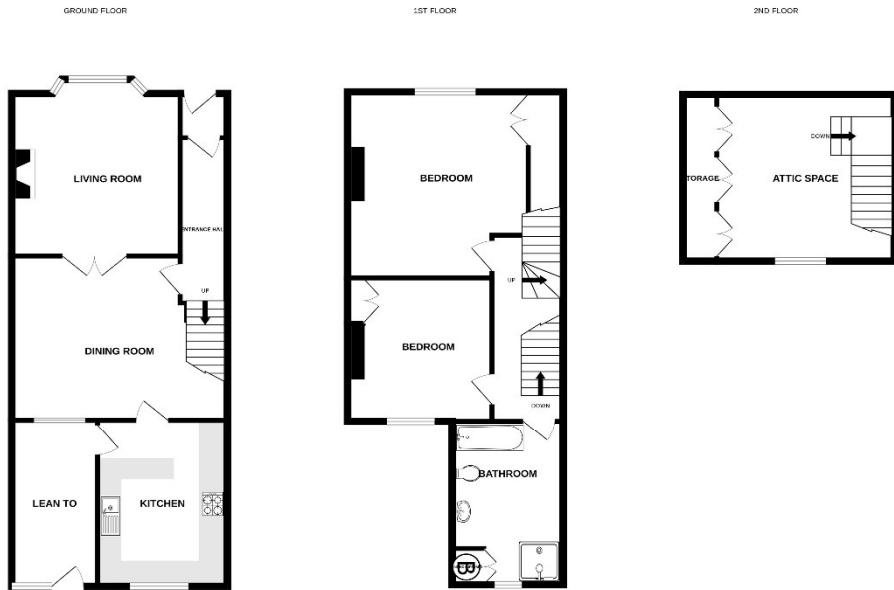 GROUND FLOOR
1ST FLOOR
2ND FLOOR
LIVING ROOM
ENTRANCE HAL
UP
DINING ROOM
LEAN TO
KITCHEN
BEDROOM
UP
BEDROOM
DOWN
BATHROOM
B
DOWN
TORAGE
ATTIC SPACE